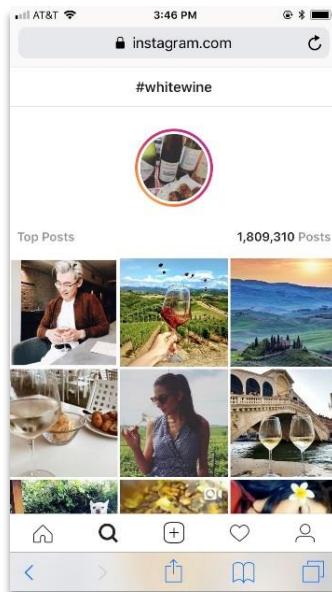 AT&T 3:46 PM
instagram.com
#whitewine
Top Posts 1,809,310 Posts